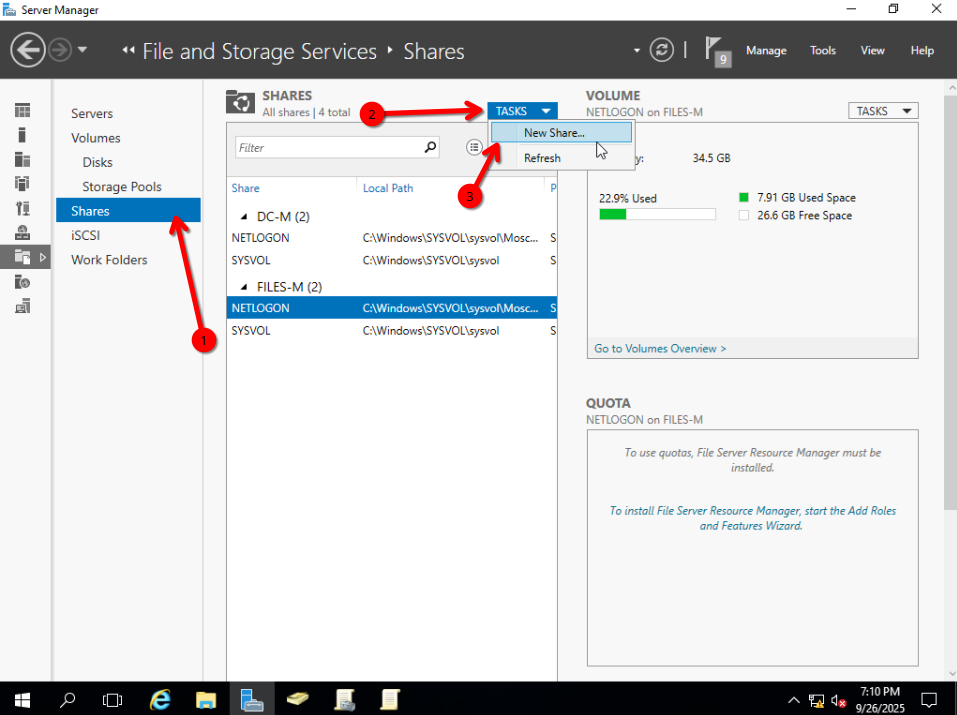 Server Manager
File and Storage Services
Shares
9
Manage
Tools
View
Help
Servers
Volumes
Disks
Storage Pools
Shares
iSCSI
Work Folders
1
SHARES
All shares | 4 total
2
TASKS
New Share...
Refresh
3
Filter
Share
Local Path
P
DC-M (2)
NETLOGON
C:\Windows\SYSVOL\sysvol\Mosc...
S
SYSVOL
C:\Windows\SYSVOL\sysvol
S
FILES-M (2)
NETLOGON
C:\Windows\SYSVOL\sysvol\Mosc...
S
SYSVOL
C:\Windows\SYSVOL\sysvol
S
VOLUME
NETLOGON on FILES-M
TASKS
34.5 GB
22.9% Used
7.91 GB Used Space
26.6 GB Free Space
Go to Volumes Overview >
QUOTA
NETLOGON on FILES-M
To use quotas, File Server Resource Manager must be
installed.
To install File Server Resource Manager, start the Add Roles
and Features Wizard.
7:10 PM
9/26/2025